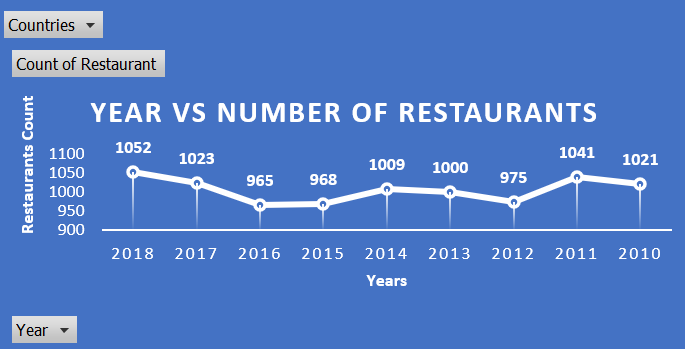 Countries
Count of Restaurant
YEAR VS NUMBER OF RESTAURANTS
Restaurants Count
1100
1050
1000
950
900
1052
1023
965
968
1009
1000
975
1041
1021
2018 2017 2016 2015 2014 2013 2012 2011 2010
Years
Year